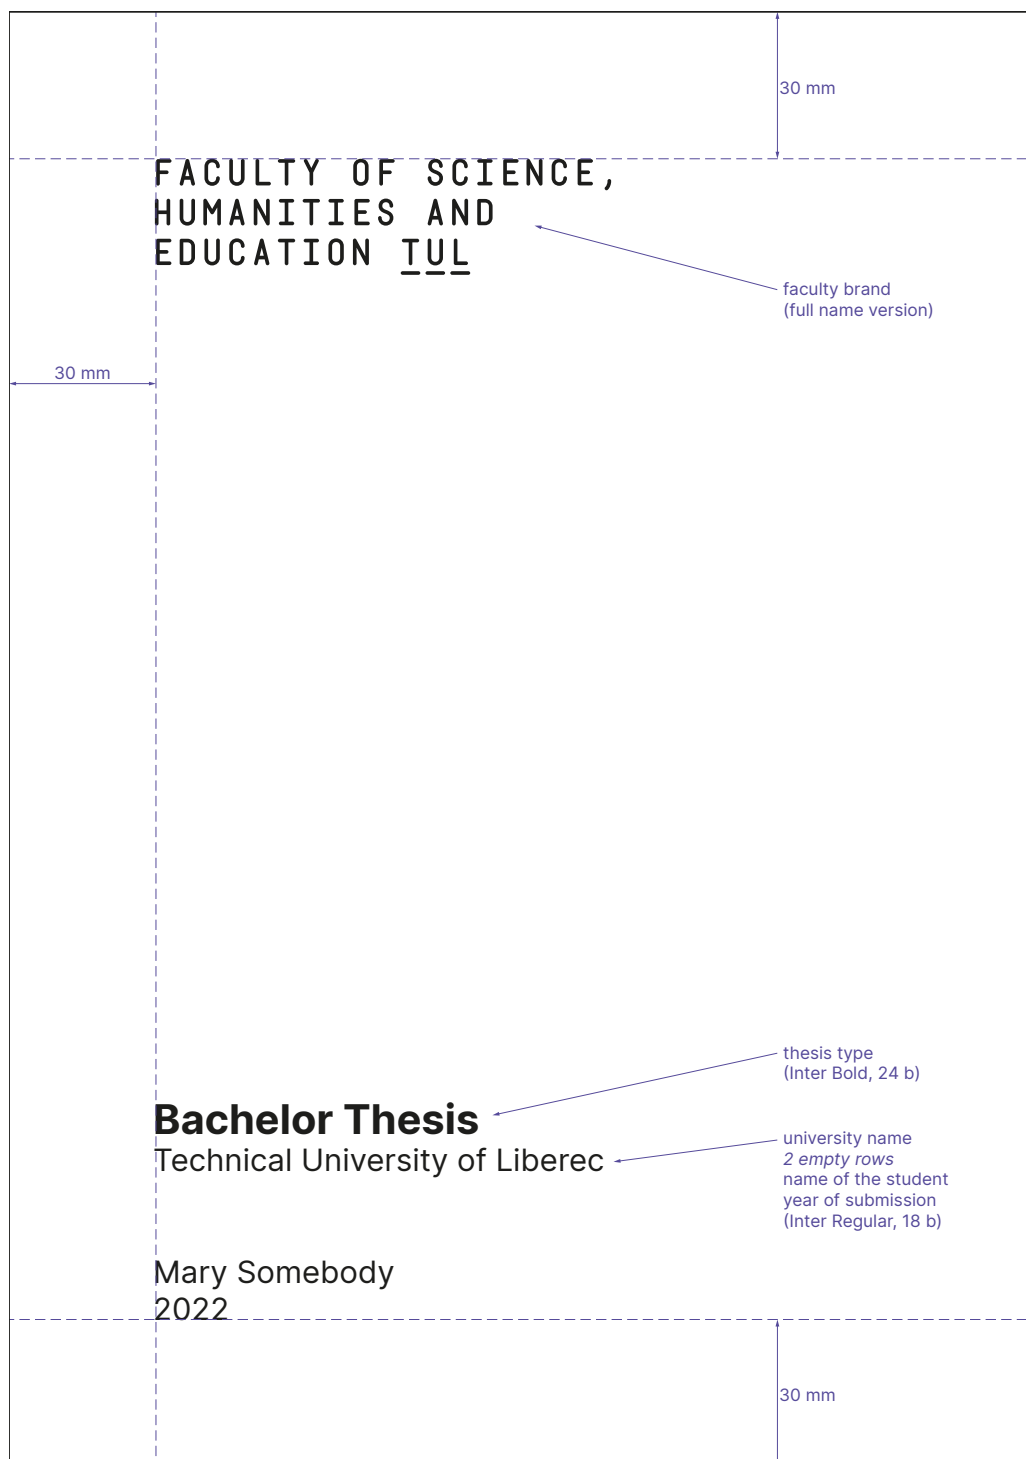 30 mm
FACULTY OF SCIENCE,
HUMANITIES AND
EDUCATION TUL
faculty brand
(full name version)
30 mm
thesis type
(Inter Bold, 24 b)
Bachelor Thesis
Technical University of Liberec
university name
2 empty rows
name of the student
year of submission
(Inter Regular, 18 b)
Mary Somebody
2022
30 mm